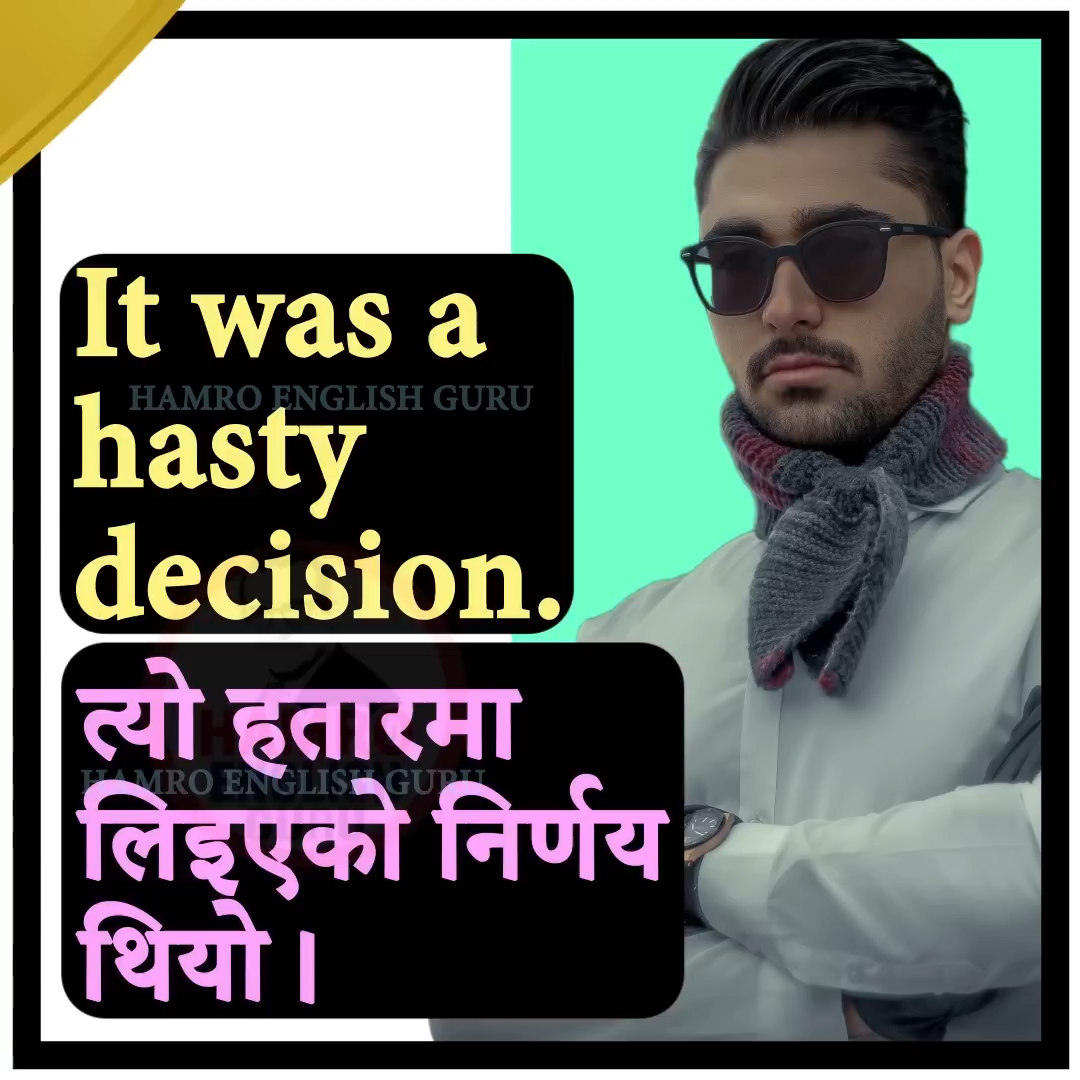 It was a
HAMRO ENGLISH GURU
hasty
decision.
त्यो हतारमा
HAMRO ENGLISH GURU
लिइएको निर्णय
थियो ।